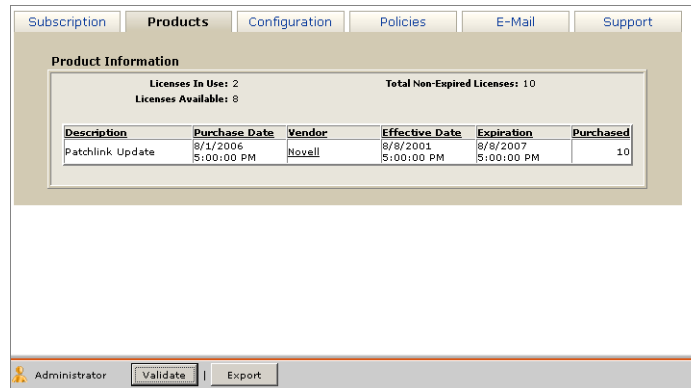 Subscription Products Configuration Policies E-Mail Support
Product Information
Licenses In Use: 2 Total Non-Expired Licenses: 10
Licenses Available: 8
Description Purchase Date Vendor Effective Date Expiration Purchased
Patchlink Update 8/1/2006 5:00:00 PM Novell 8/8/2001 5:00:00 PM 8/8/2007 5:00:00 PM 10
Administrator Validate | Export